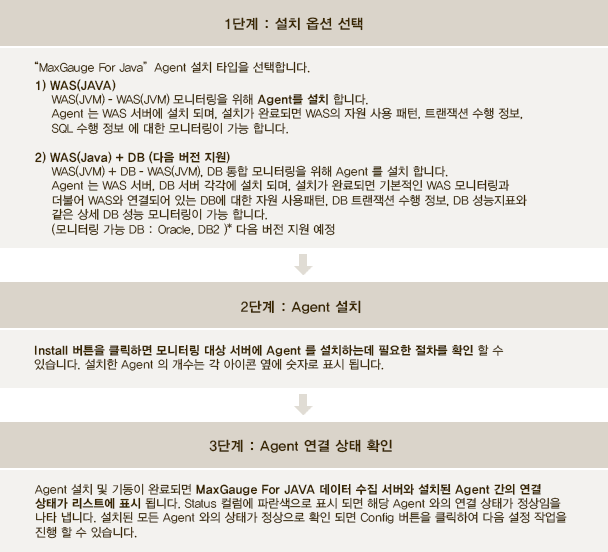 1단계 : 설치 옵션 선택
“MaxGauge For Java” Agent 설치 타입을 선택합니다.
1) WAS(JAVA)
WAS(JVM) - WAS(JVM) 모니터링을 위해 Agent를 설치 합니다.
Agent 는 WAS 서버에 설치 되며, 설치가 완료되면 WAS의 자원 사용 패턴, 트랜잭션 수행 정보,
SQL 수행 정보 에 대한 모니터링이 가능 합니다.
2) WAS(Java) + DB (다음 버전 지원)
WAS(JVM) + DB - WAS(JVM), DB 통합 모니터링을 위해 Agent 를 설치 합니다.
Agent 는 WAS 서버, DB 서버 각각에 설치 되며, 설치가 완료되면 기본적인 WAS 모니터링과
더불어 WAS와 연결되어 있는 DB에 대한 자원 사용패턴, DB 트랜잭션 수행 정보, DB 성능지표와
같은 상세 DB 성능 모니터링이 가능 합니다.
(모니터링 가능 DB : Oracle, DB2 )* 다음 버전 지원 예정
2단계 : Agent 설치
Install 버튼을 클릭하면 모니터링 대상 서버에 Agent 를 설치하는데 필요한 절차를 확인 할 수
있습니다. 설치한 Agent 의 개수는 각 아이콘 옆에 숫자로 표시 됩니다.
3단계 : Agent 연결 상태 확인
Agent 설치 및 기동이 완료되면 MaxGauge For JAVA 데이터 수집 서버와 설치된 Agent 간의 연결
상태가 리스트에 표시 됩니다. Status 컬럼에 파란색으로 표시 되면 해당 Agent 와의 연결 상태가 정상임을
나타 냅니다. 설치된 모든 Agent 와의 상태가 정상으로 확인 되면 Config 버튼을 클릭하여 다음 설정 작업을
진행 할 수 있습니다.